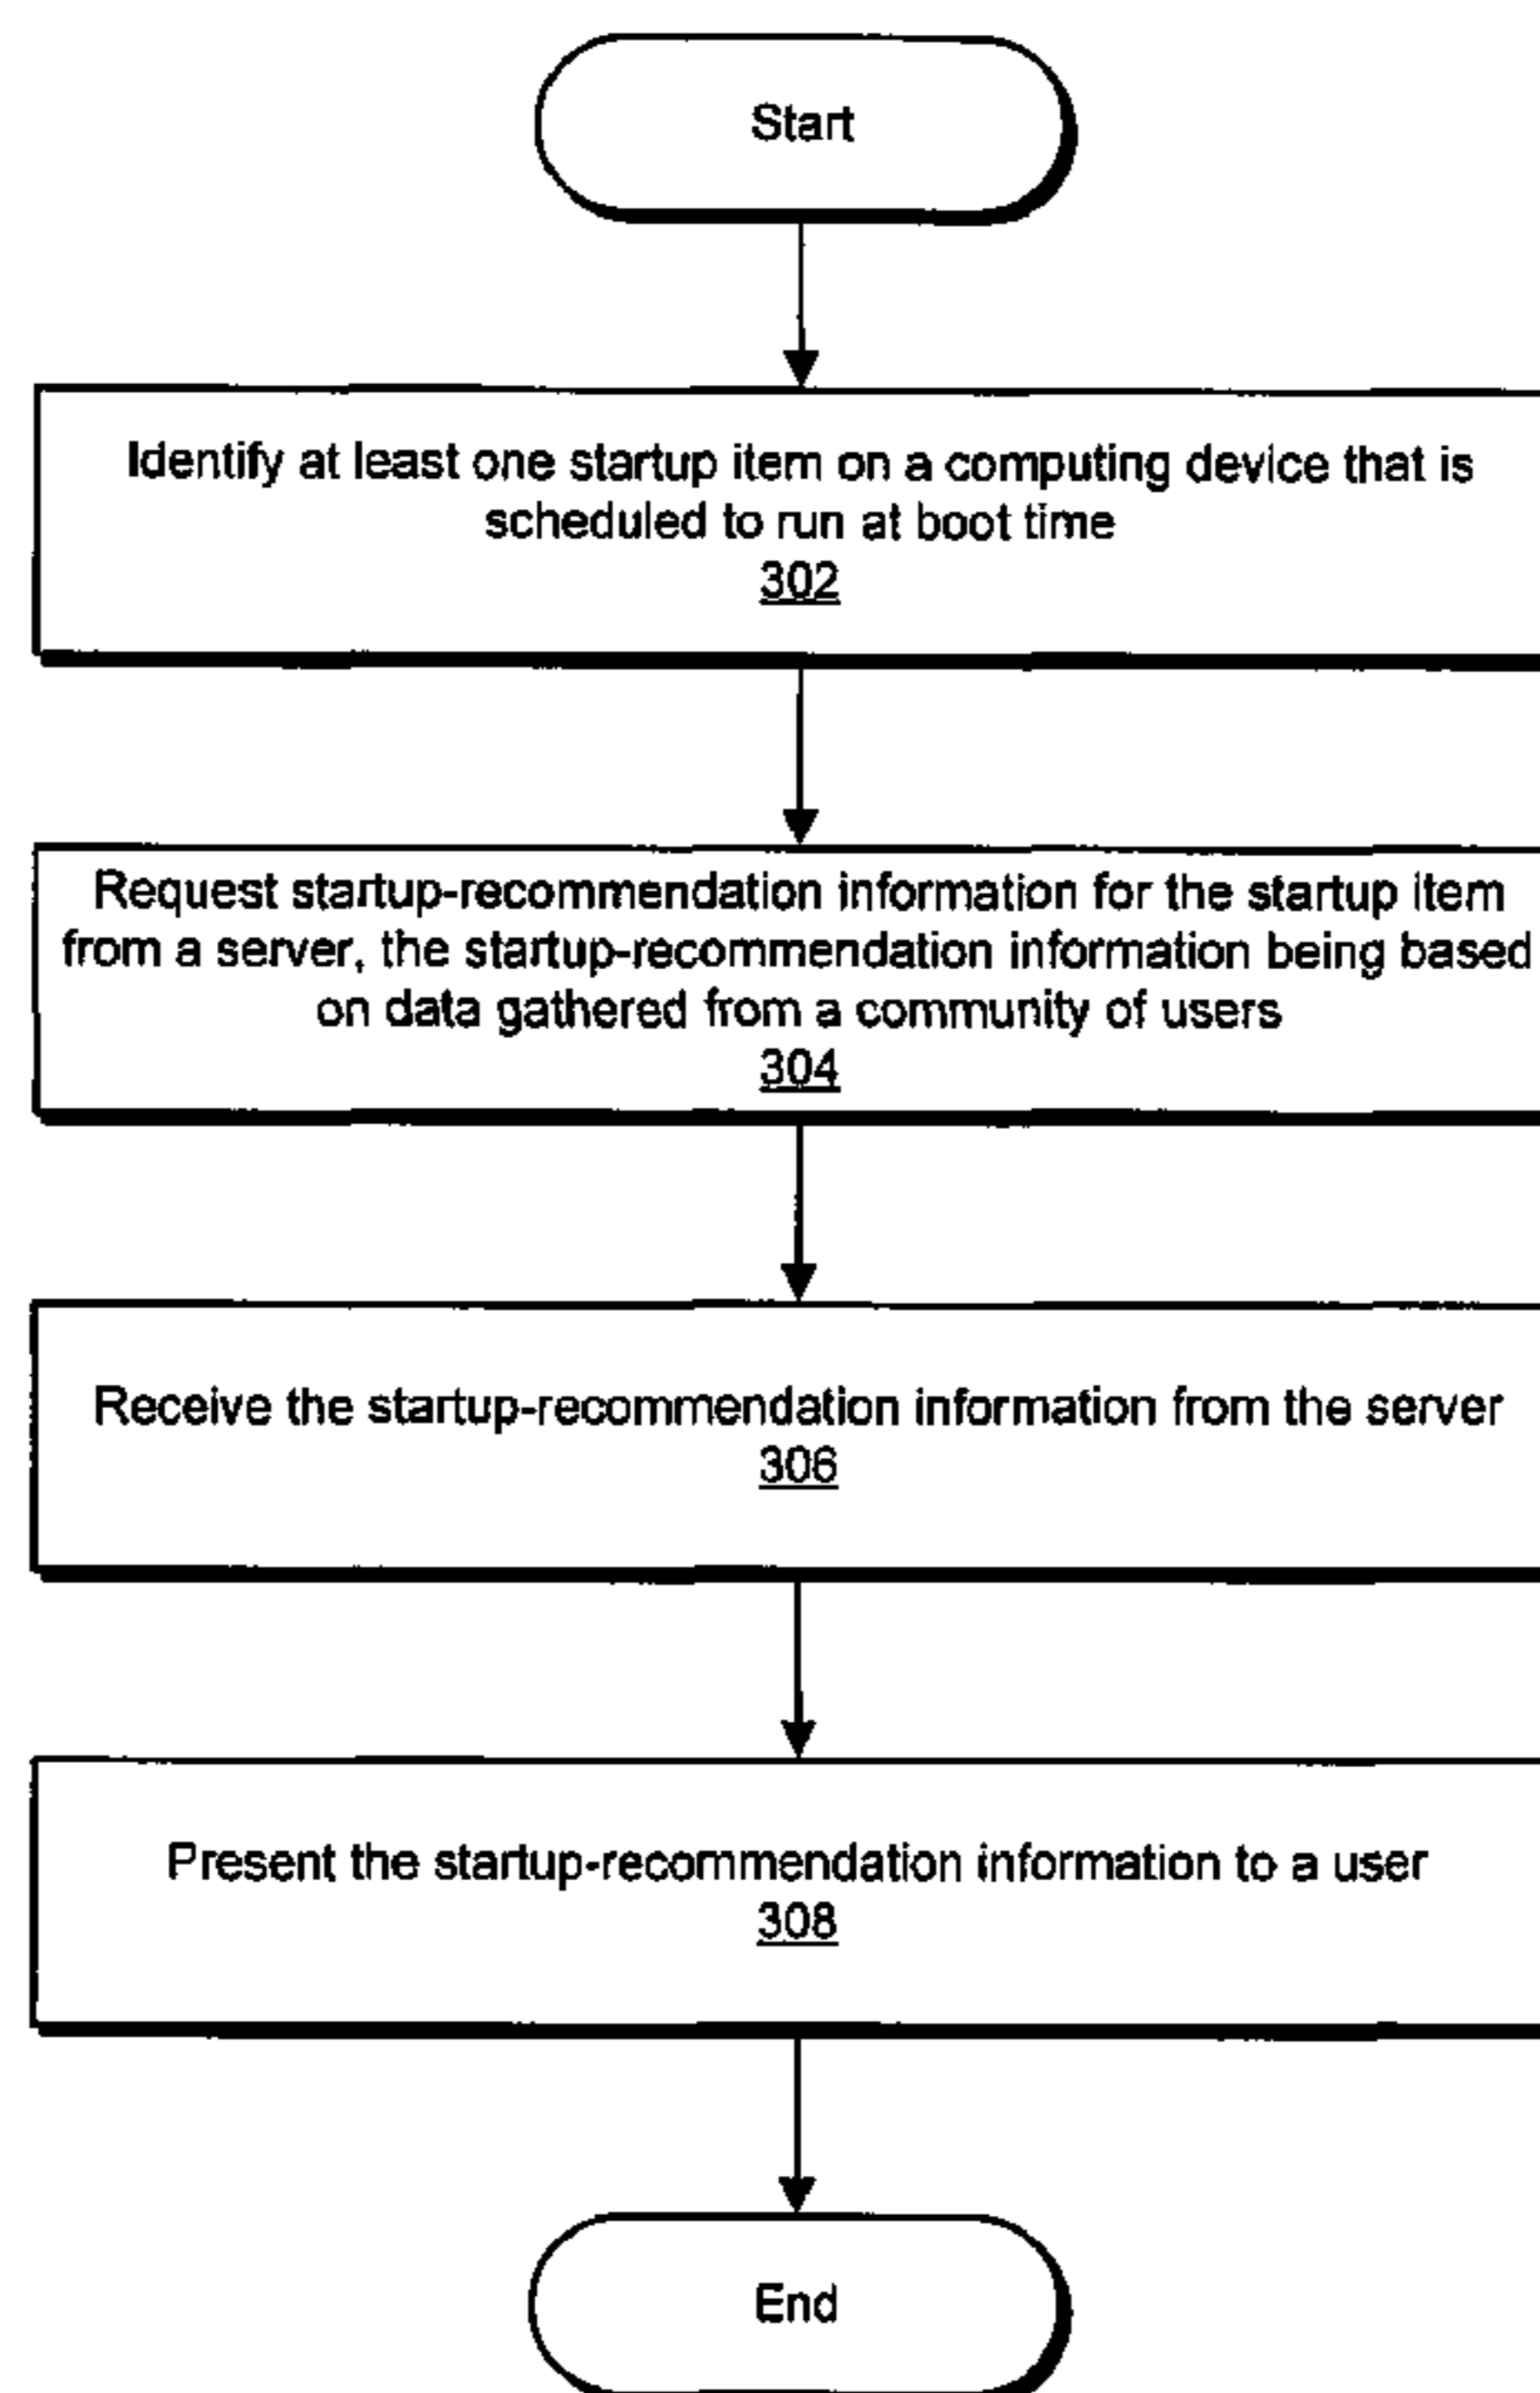 Start
Identify at least one startup item on a computing device that is
scheduled to run at boot time
302
Request startup-recommendation information for the startup item
from a server, the startup-recommendation information being based
on data gathered from a community of users
304
Receive the startup-recommendation information from the server
306
Present the startup-recommendation information to a user
308
End